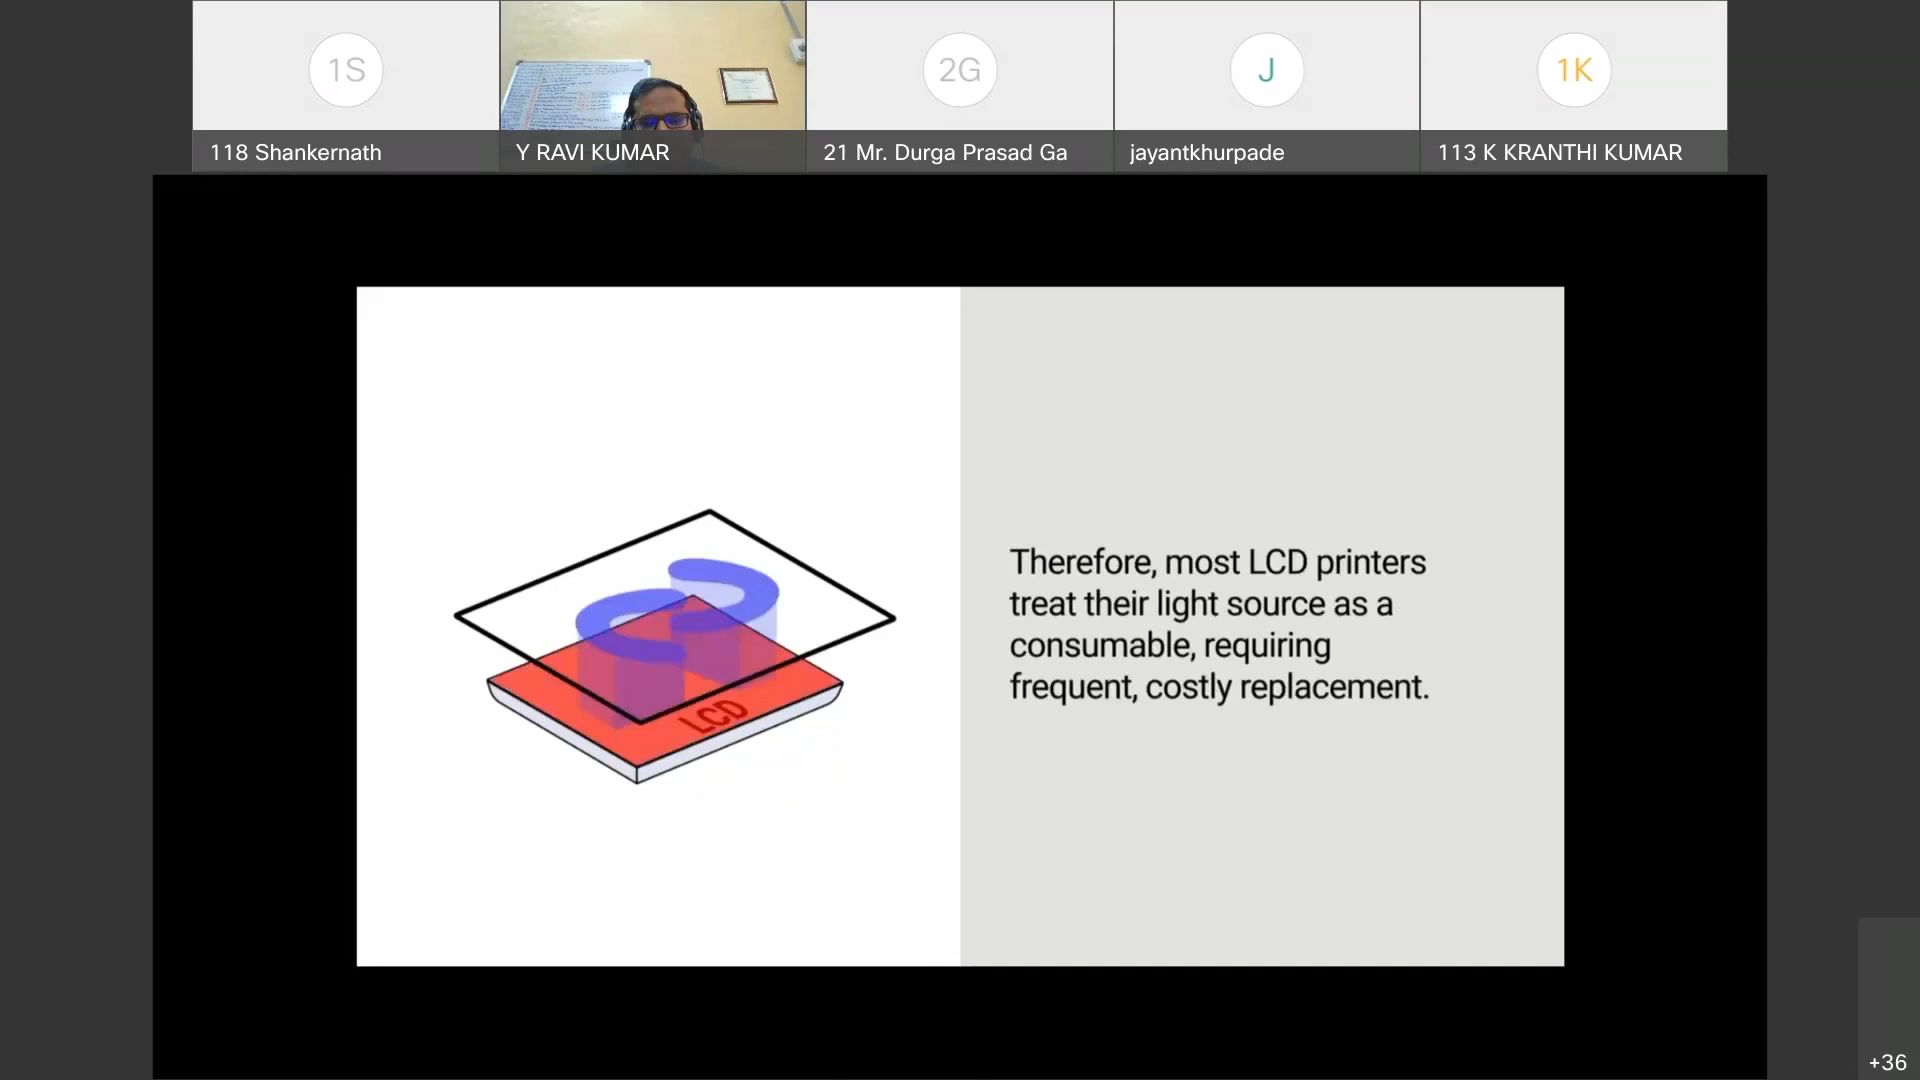 1S
2G
J
1K
118 Shankernath
Y RAVI KUMAR
21 Mr. Durga Prasad Ga
jayantkhurpade
113 K KRANTHI KUMAR
LCD
Therefore, most LCD printers
treat their light source as a
consumable, requiring
frequent, costly replacement.
+36